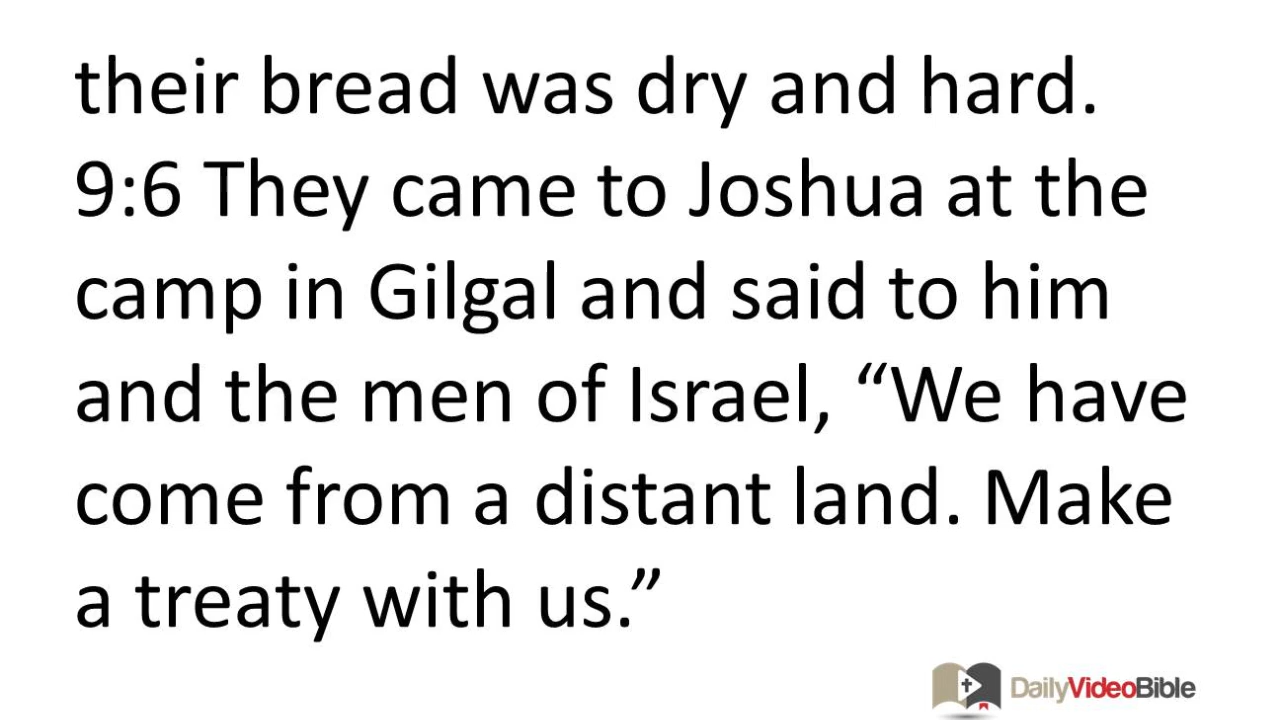 their bread was dry and hard.
9:6 They came to Joshua at the
camp in Gilgal and said to him
and the men of Israel, “We have
come from a distant land. Make
a treaty with us.”
DailyVideoBible